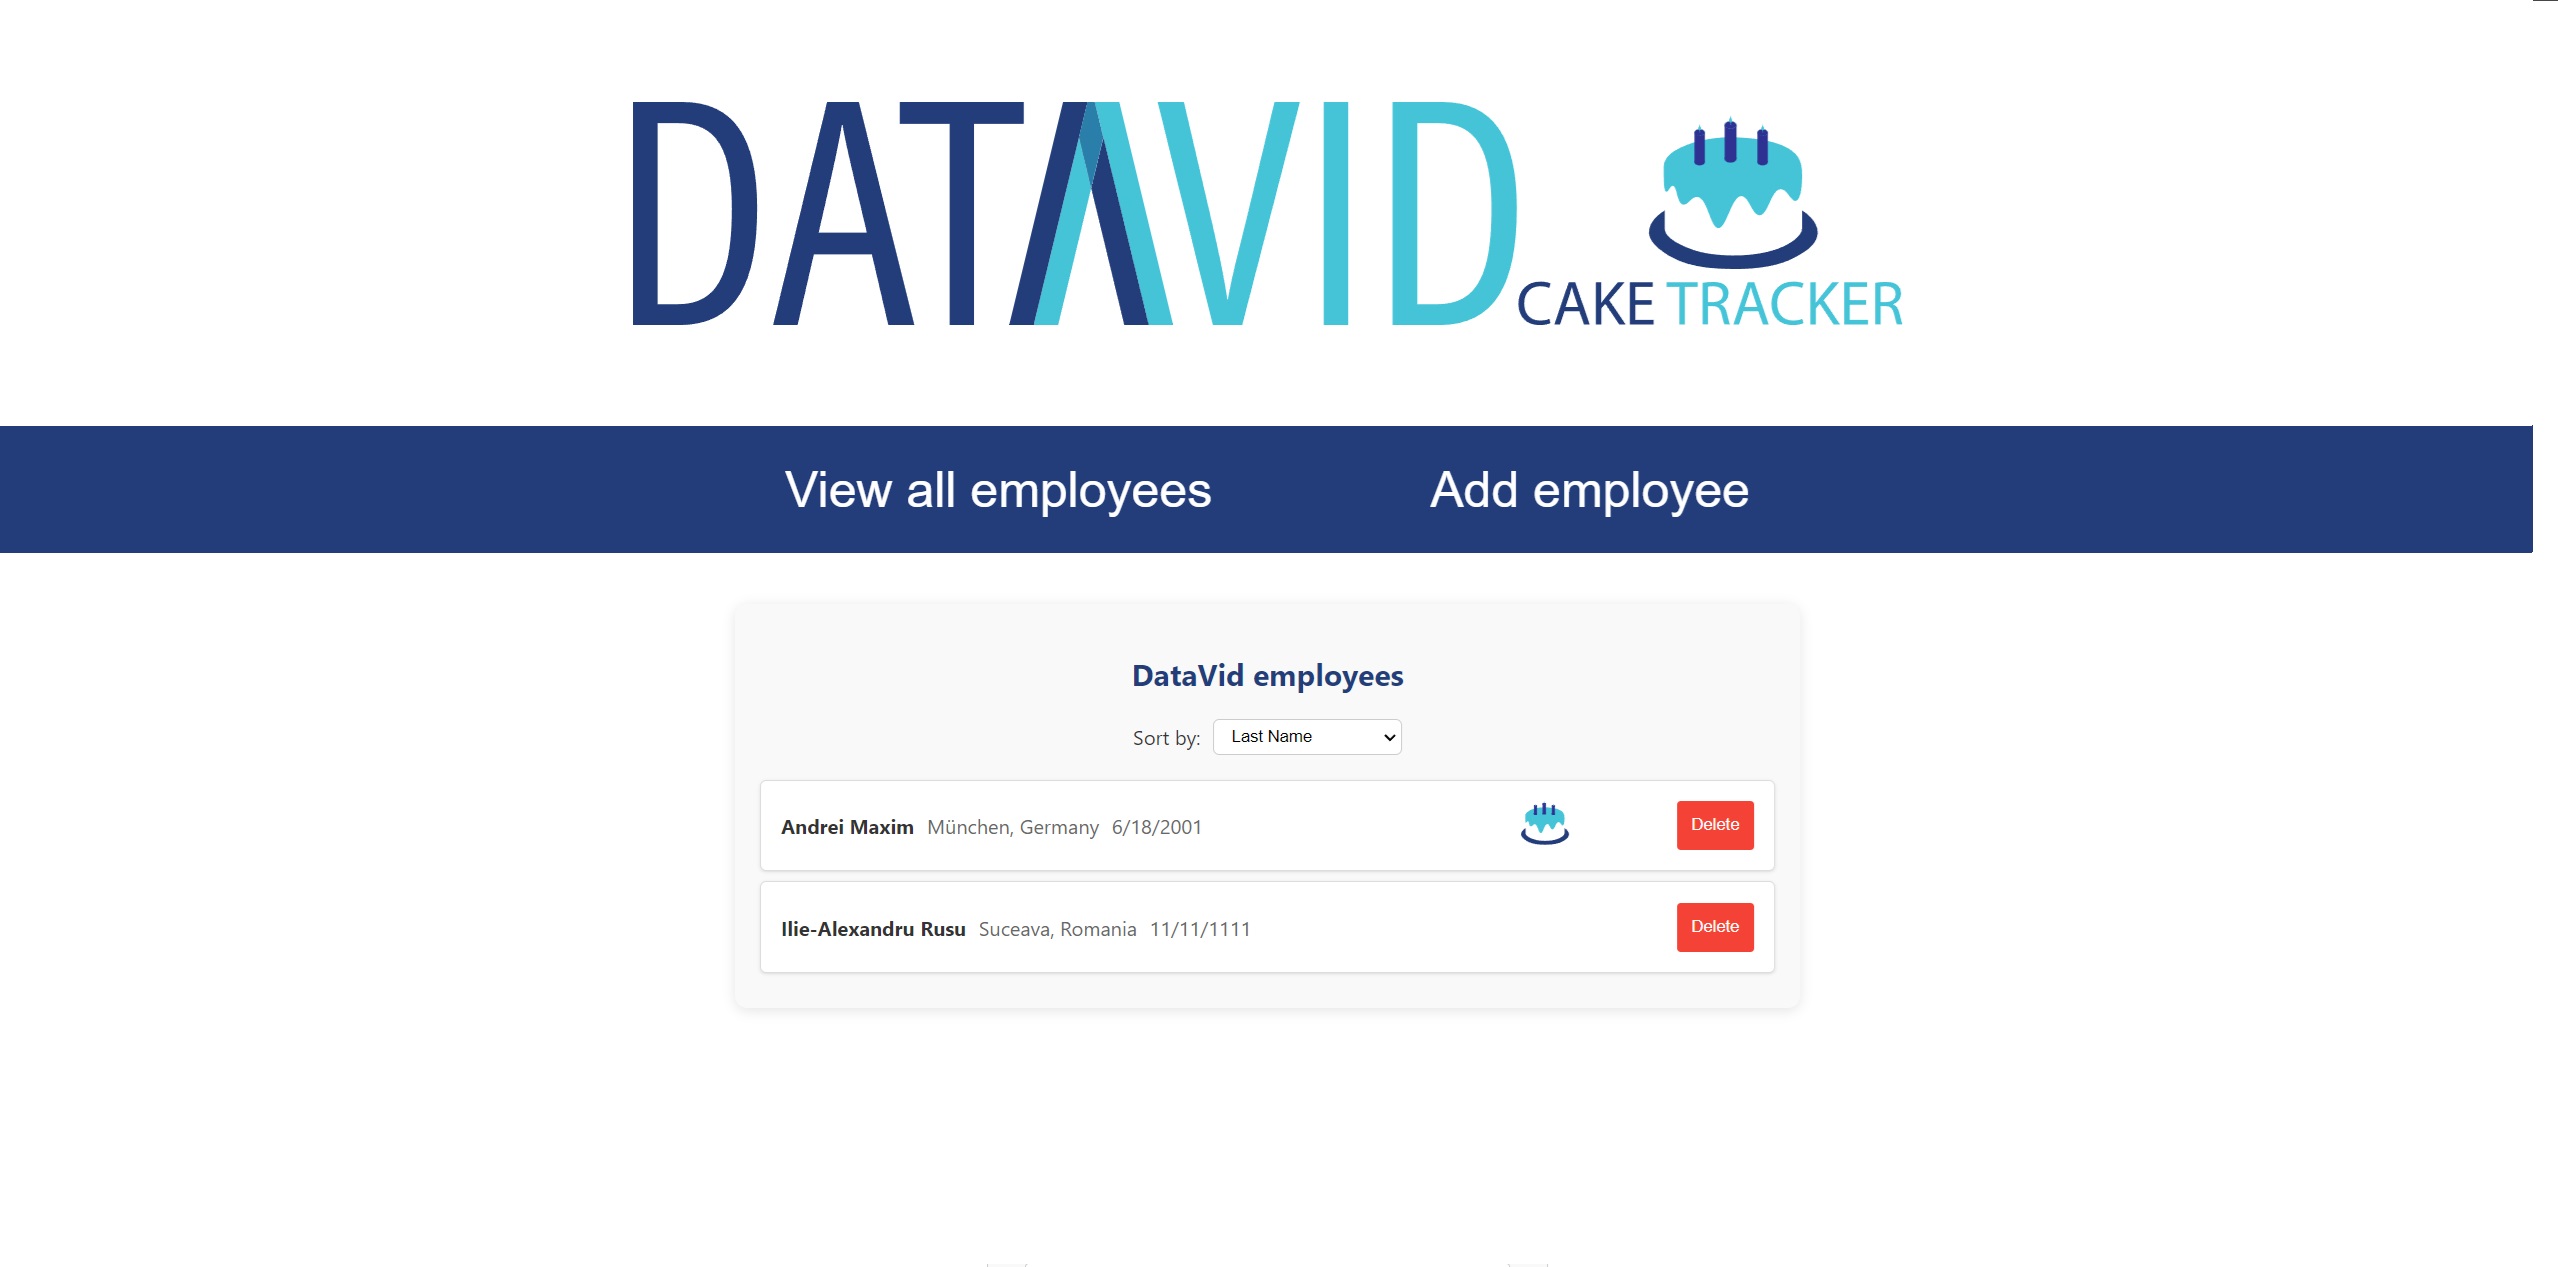 DATAVID
CAKE TRACKER
View all employees Add employee
DataVid employees
Sort by: Last Name
Andrei Maxim München, Germany 6/18/2001 Delete
Ilie-Alexandru Rusu Suceava, Romania 11/11/1111 Delete